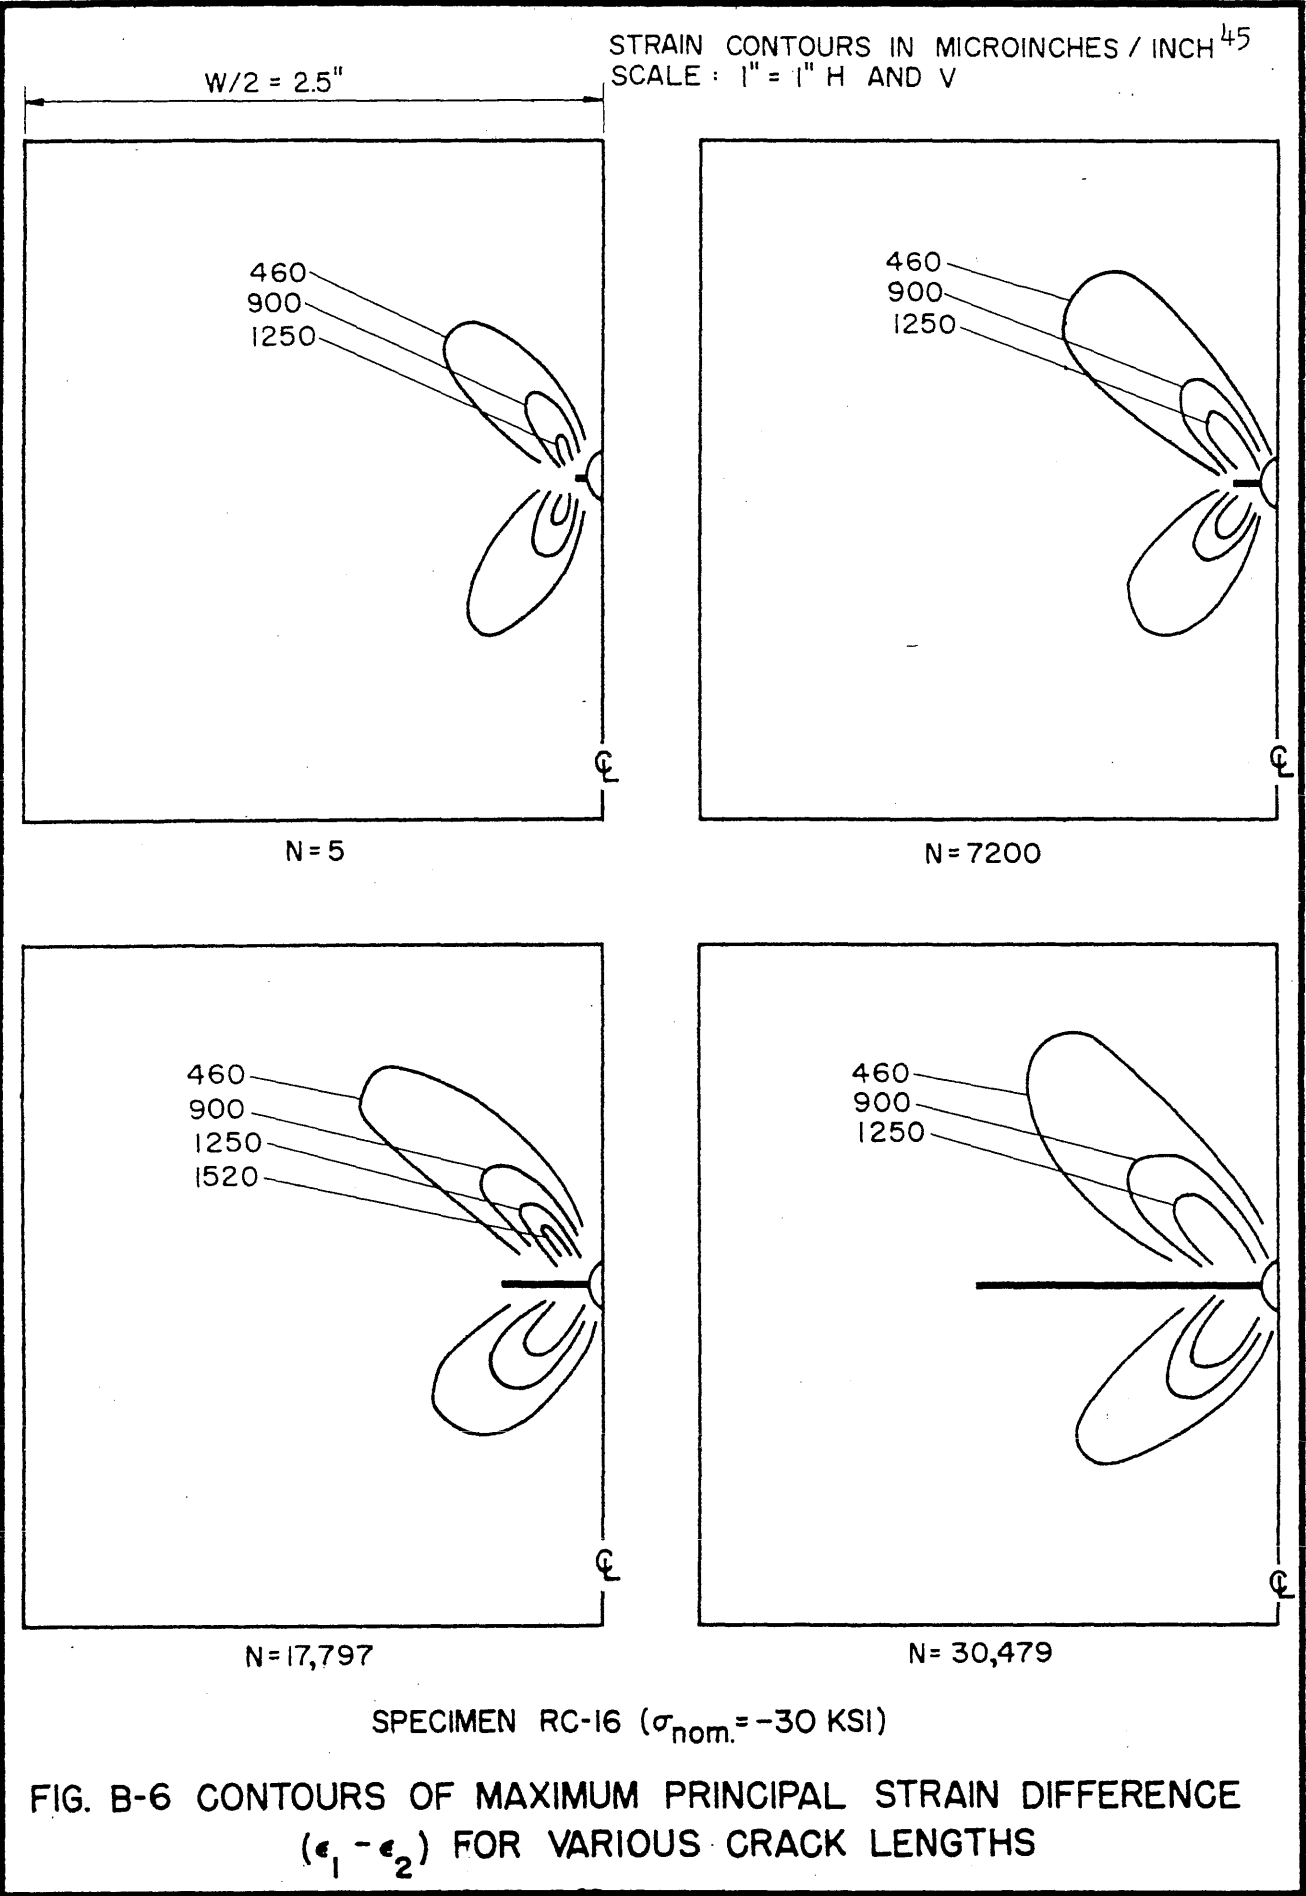 STRAIN CONTOURS IN MICROINCHES / INCH 45
SCALE : 1" = 1" H AND V
W/2 = 2.5"
460
900
1250
℄
N = 5
460
900
1250
℄
N = 7200
460
900
1250
1520
℄
N = 17,797
460
900
1250
℄
N = 30,479
SPECIMEN RC-16 (σnom. = -30 KSI)
FIG. B-6 CONTOURS OF MAXIMUM PRINCIPAL STRAIN DIFFERENCE
(ϵ1 - ϵ2) FOR VARIOUS CRACK LENGTHS